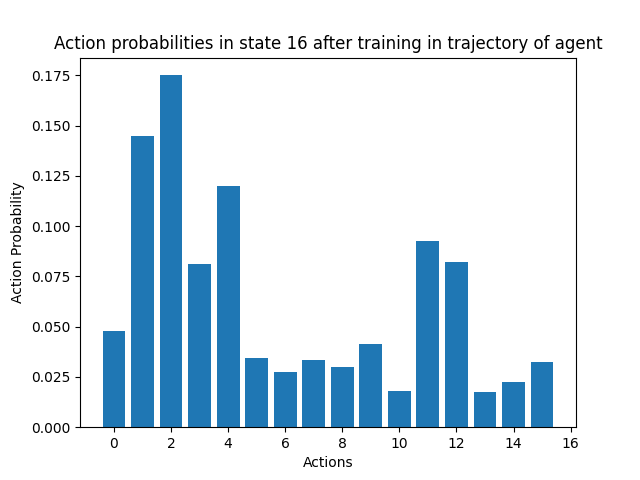 Action probabilities in state 16 after training in trajectory of agent
0.175
0.150
0.125
0.100
0.075
0.050
0.025
0.000
Action Probability
0 2 4 6 8 10 12 14 16
Actions